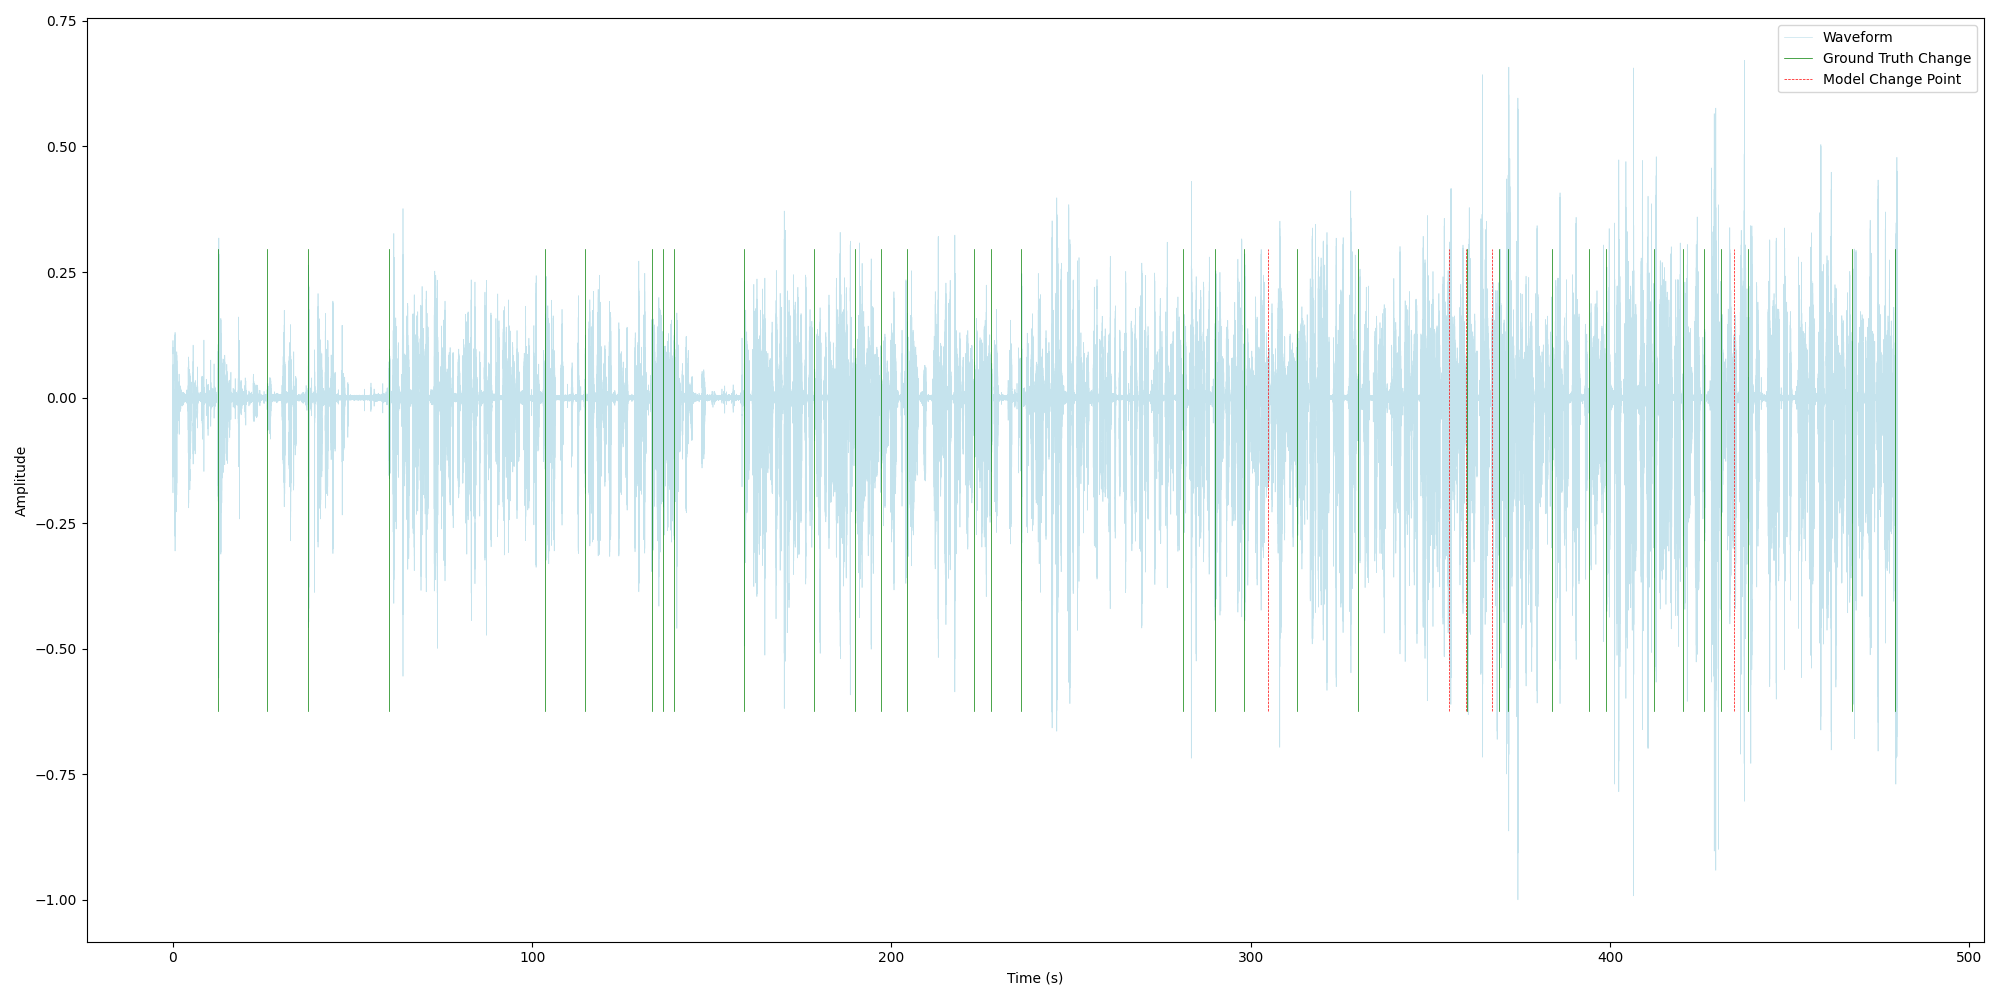 0.75
0.50
0.25
0.00
−0.25
−0.50
−0.75
−1.00
Amplitude
0
100
200
300
400
500
Time (s)
Waveform
Ground Truth Change
Model Change Point